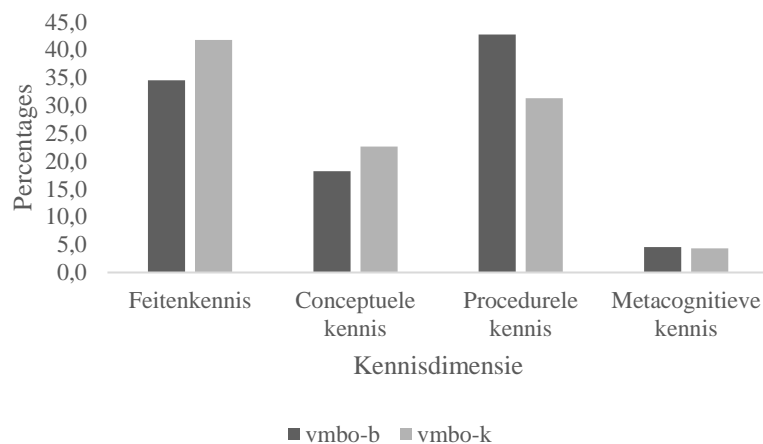 Percentages
45,0
40,0
35,0
30,0
25,0
20,0
15,0
10,0
5,0
0,0
Feitenkennis
Conceptuele
kennis
Procedurele
kennis
Metacognitieve
kennis
Kennisdimensie
vmbo-b vmbo-k